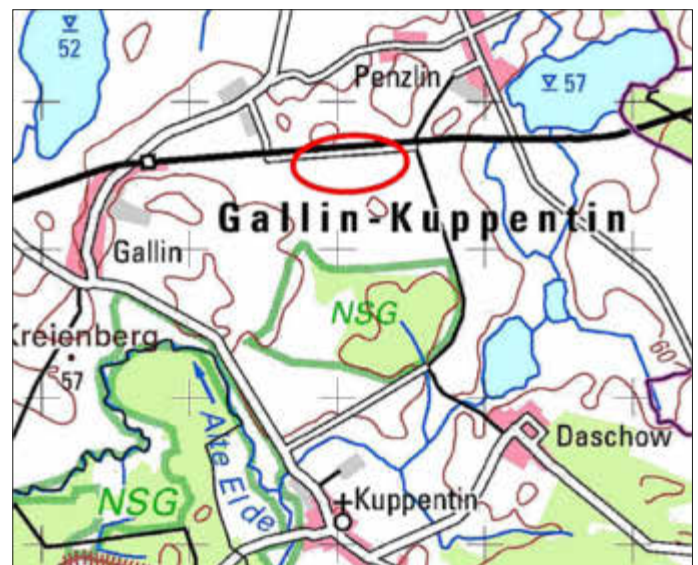 52
Penzlin
57
Gallin-Kuppentin
Gallin
NSG
Kreienberg
57
60
Alte Elde
Daschow
NSG
Kuppentin